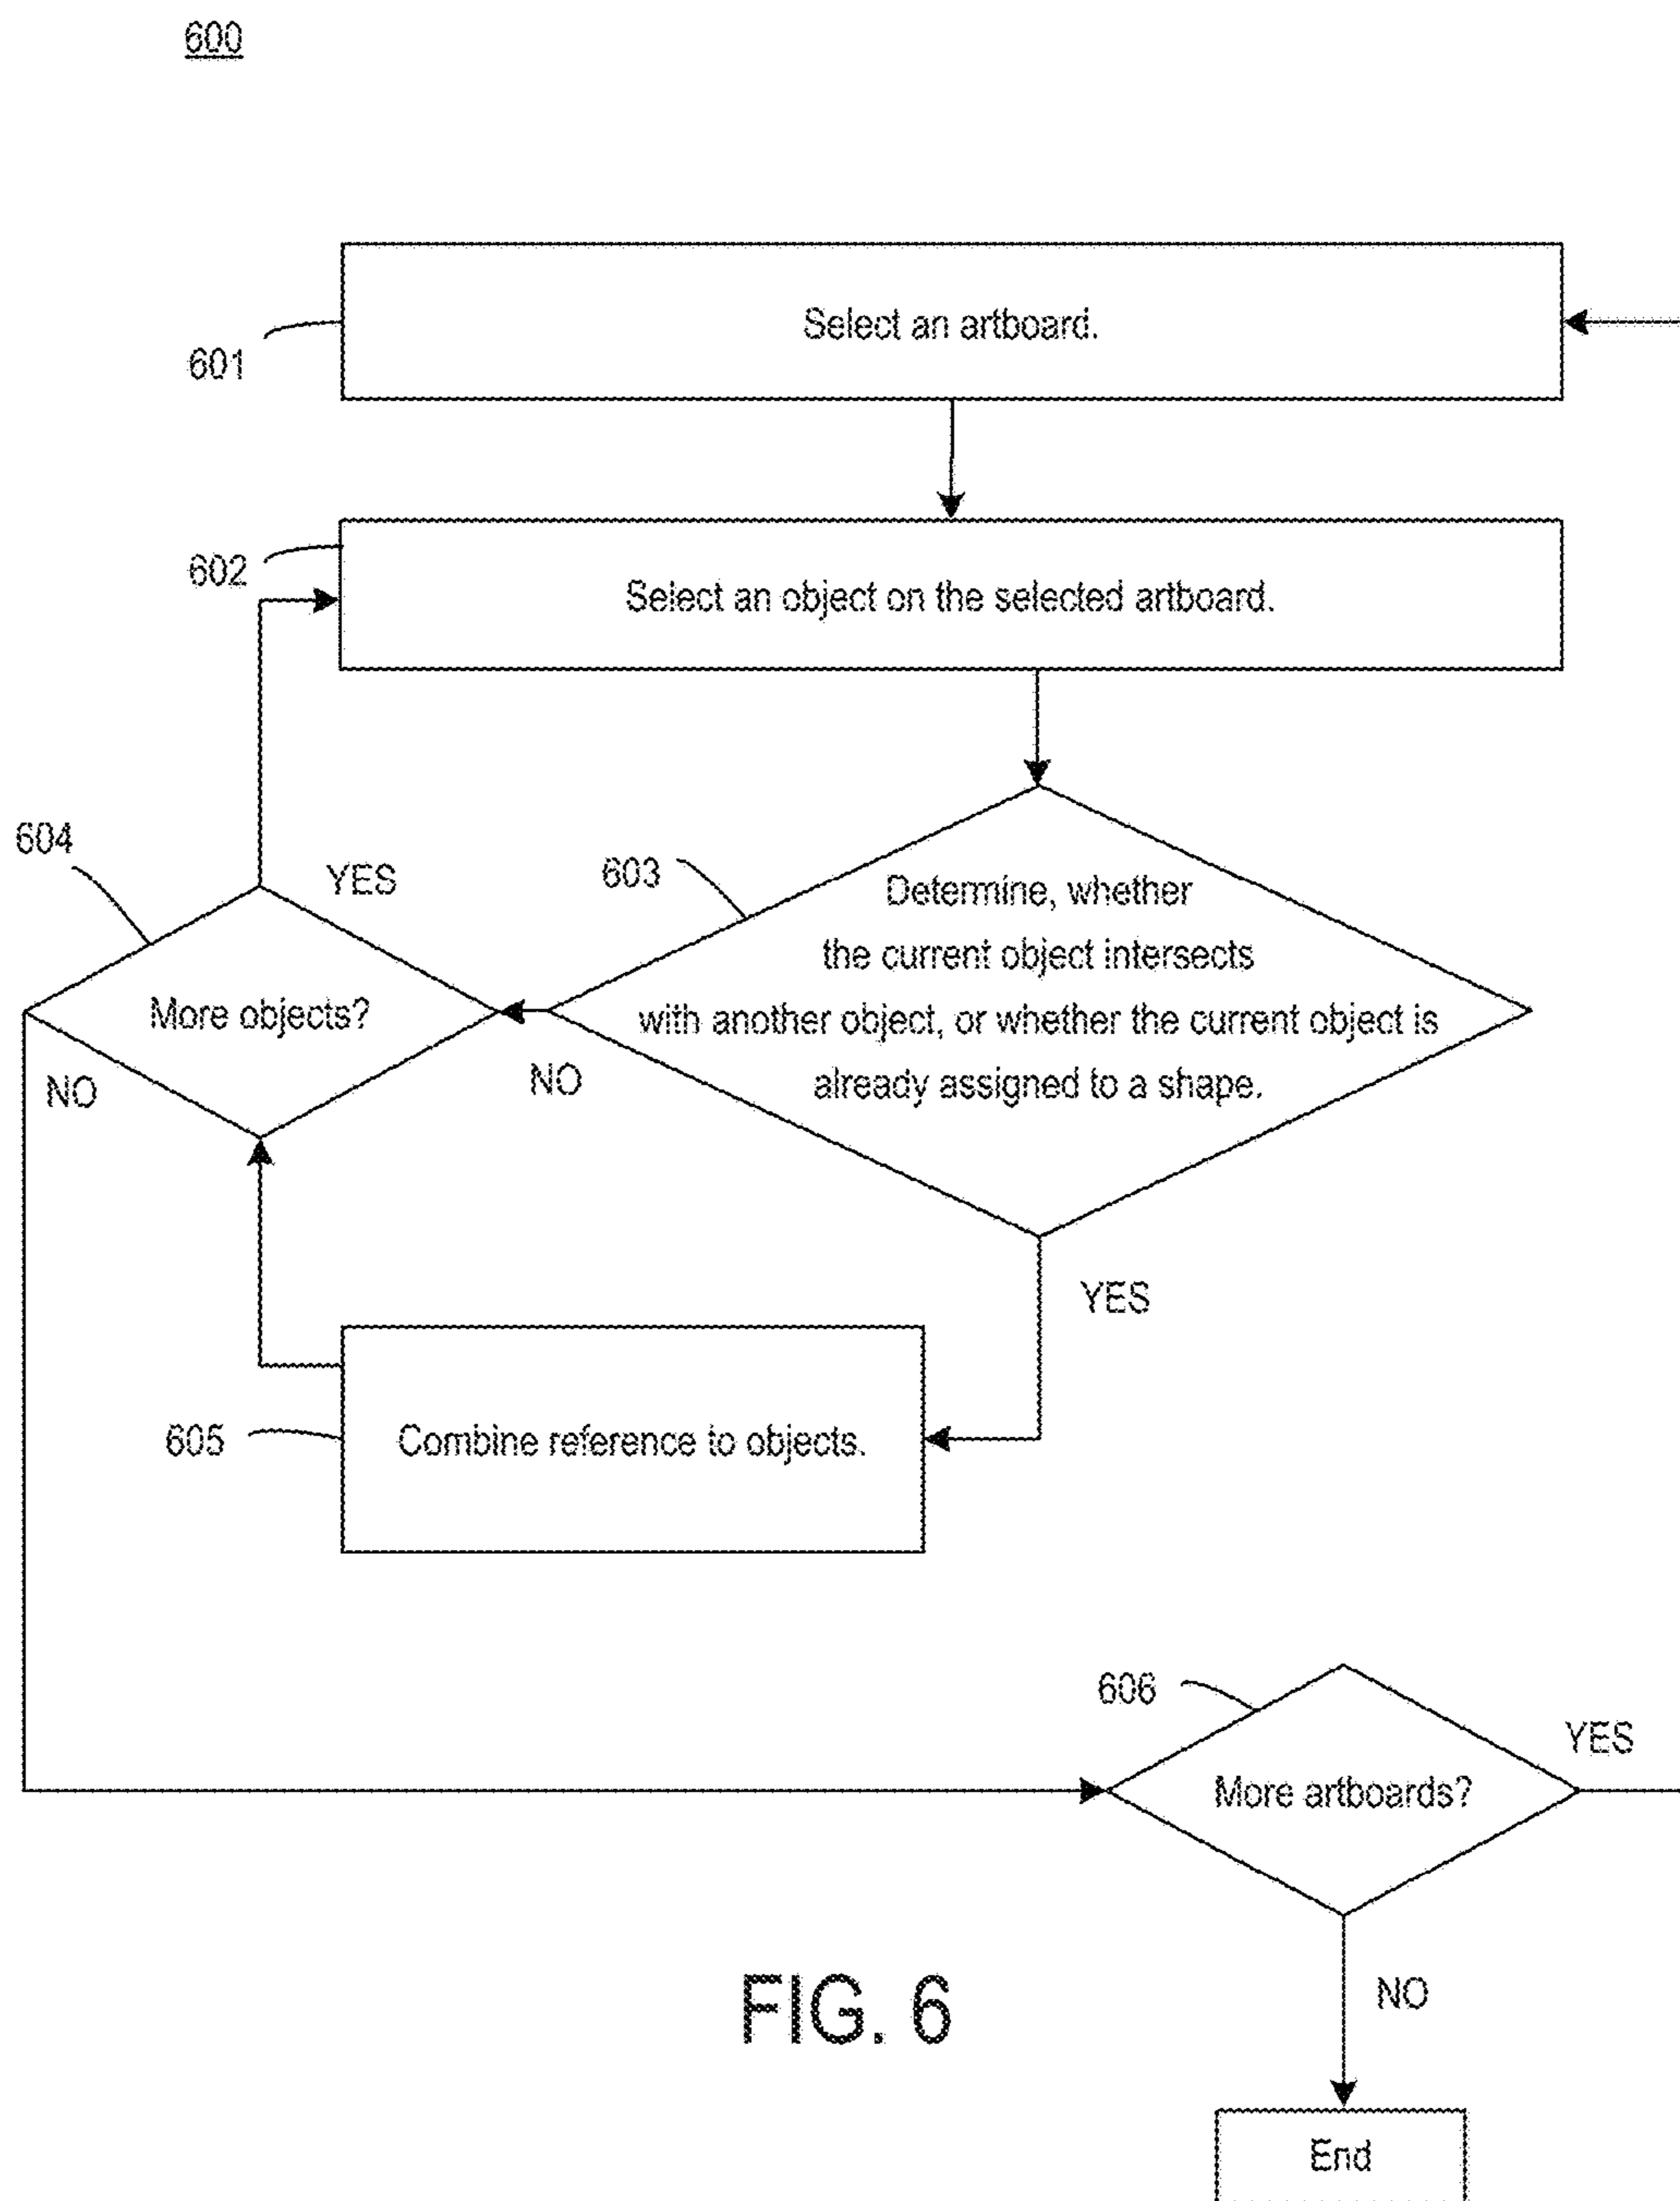 600
Select an artboard.
601
602
Select an object on the selected artboard.
604
YES
603
Determine, whether
the current object intersects
with another object, or whether the current object is
already assigned to a shape.
More objects?
NO
NO
YES
605
Combine reference to objects.
606
YES
More artboards?
NO
FIG. 6
End